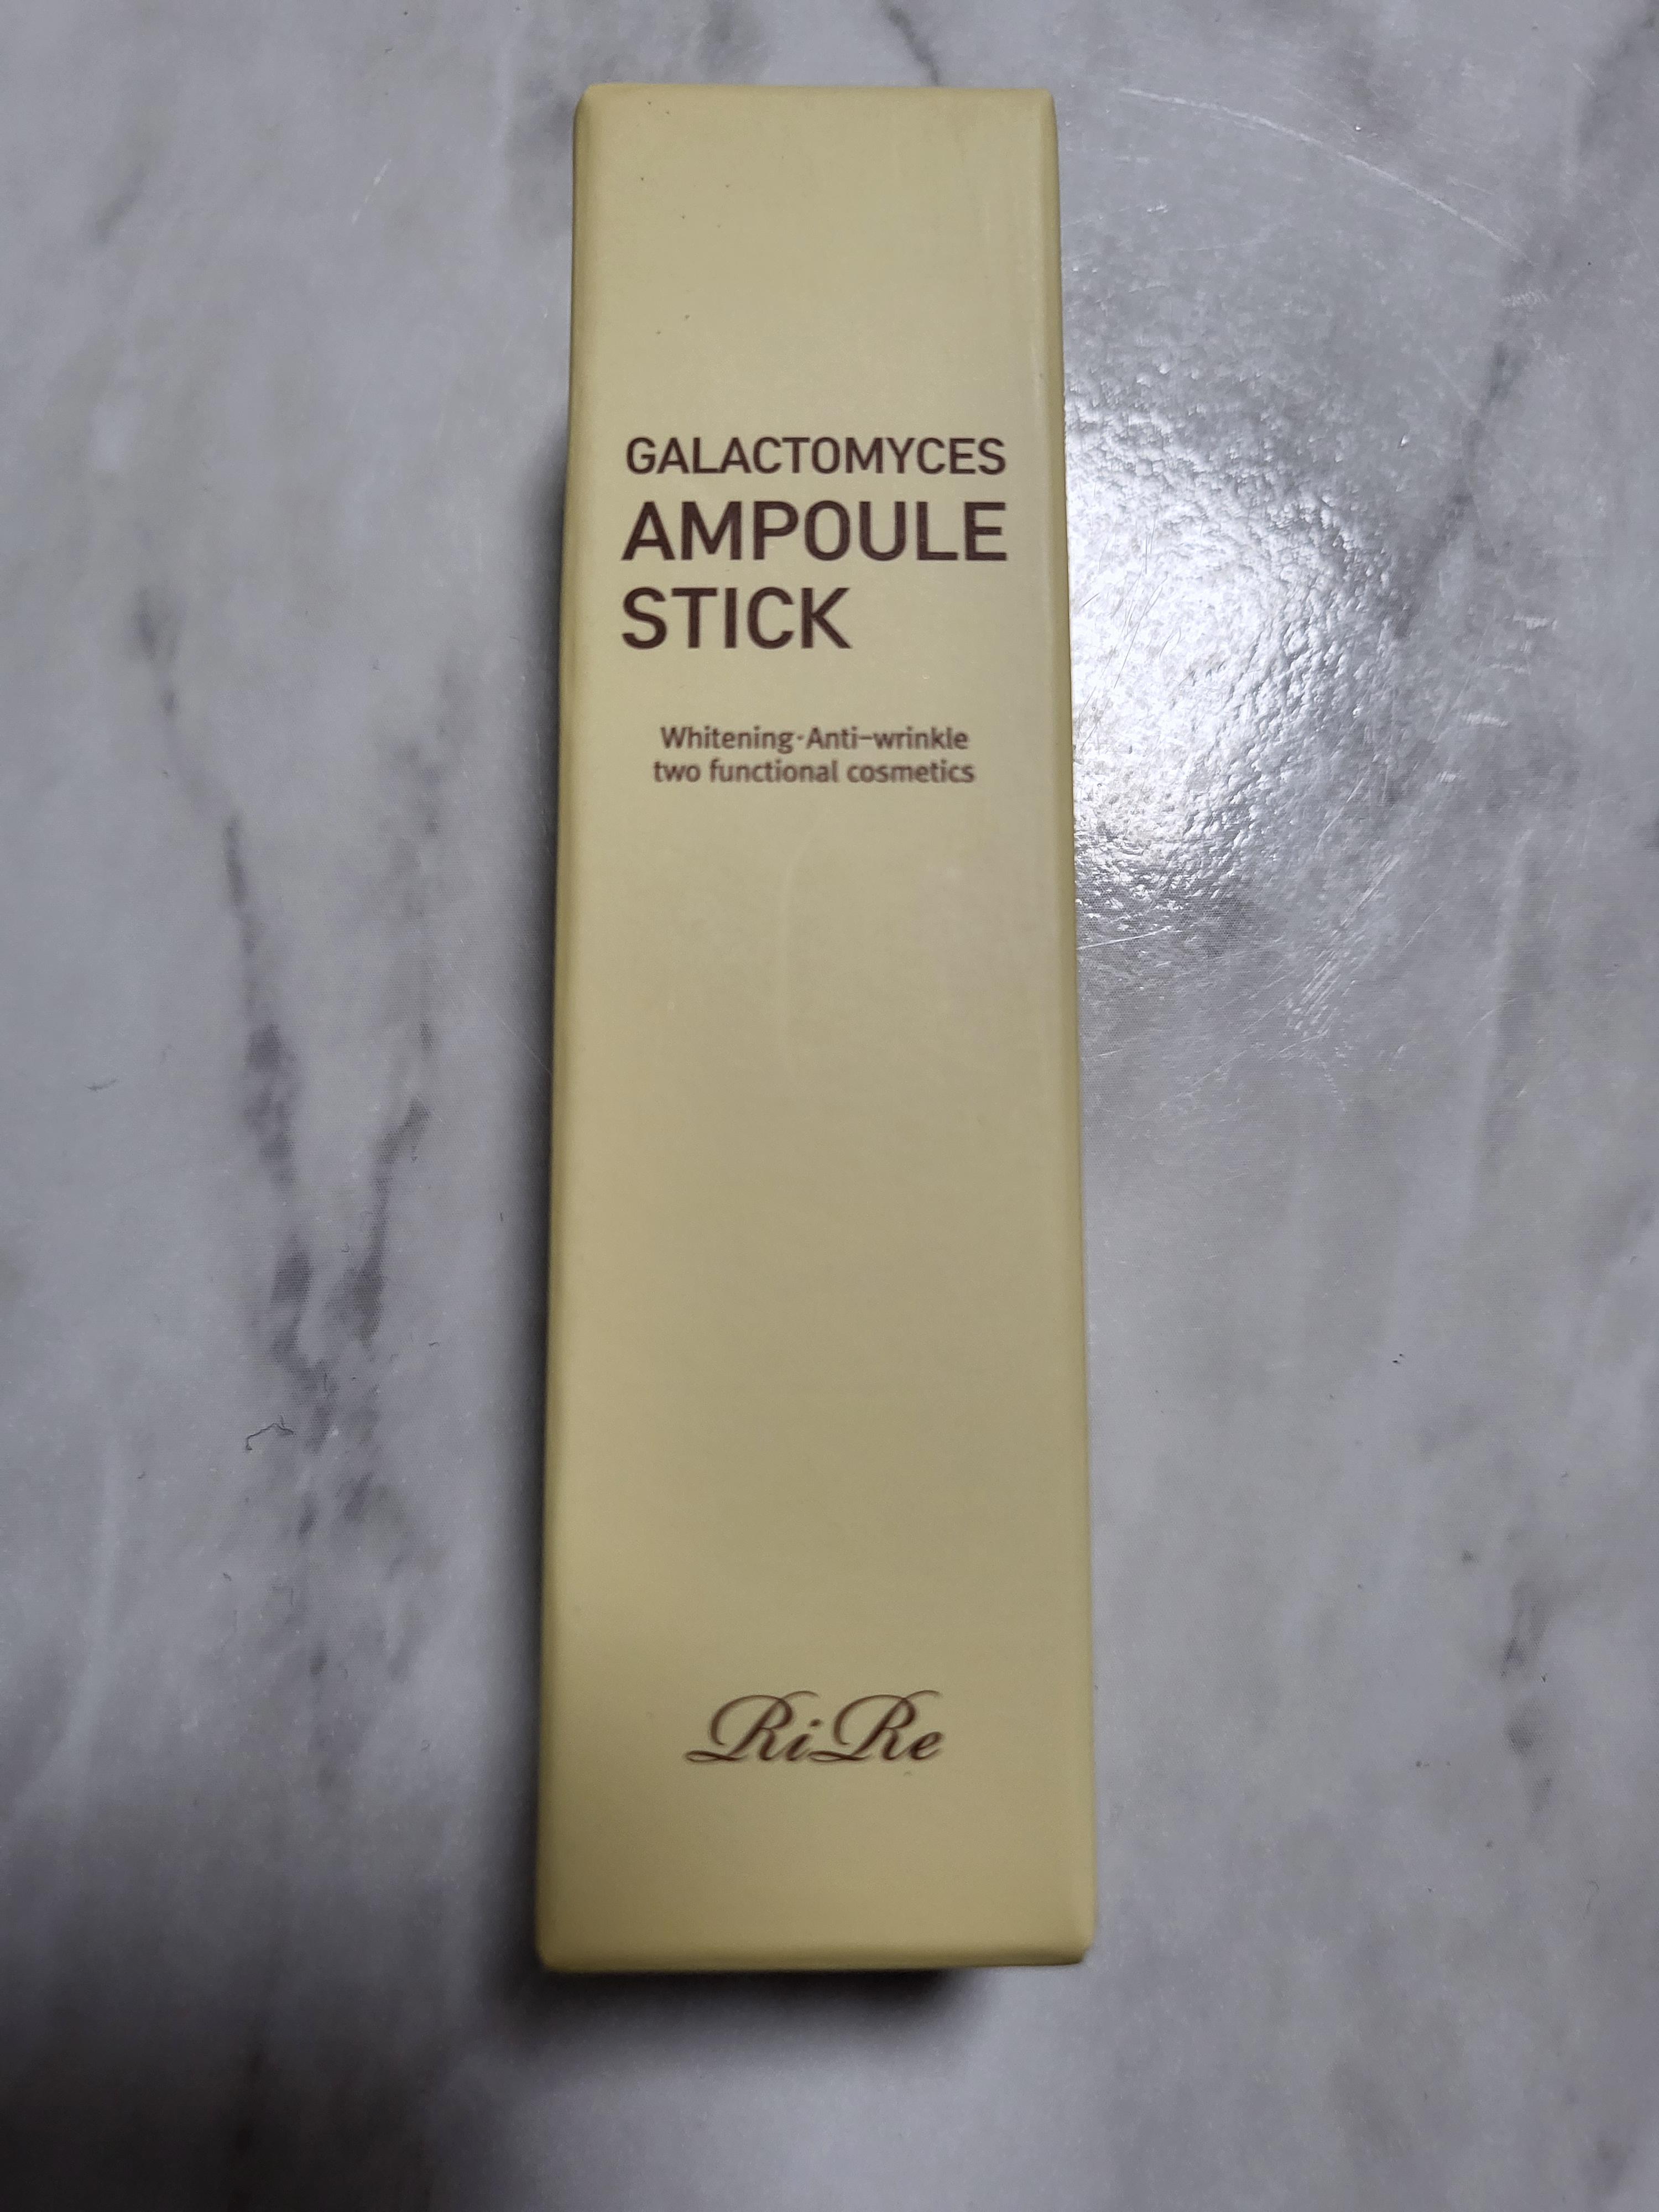 GALACTOMYCES
AMPOULE
STICK
Whitening·Anti-wrinkle
two functional cosmetics
RiRe